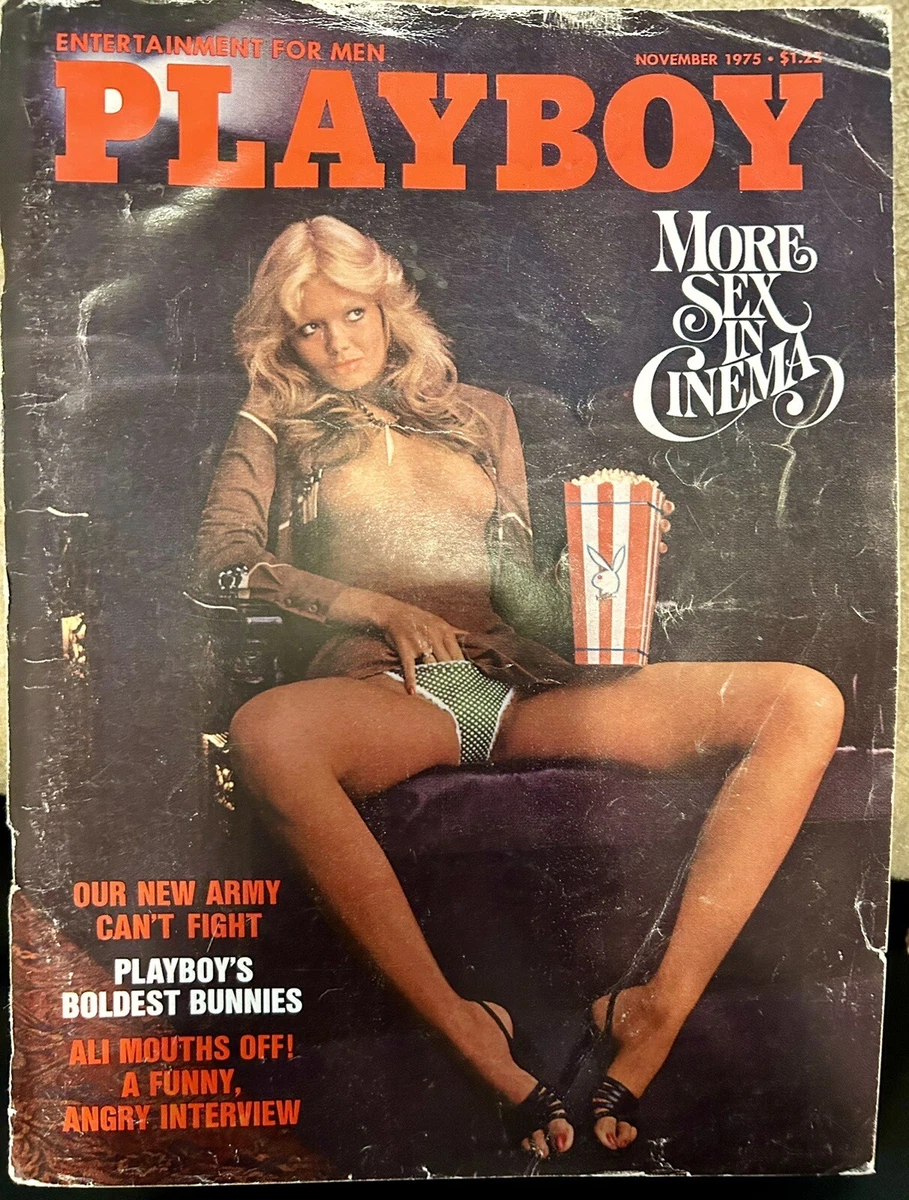 ENTERTAINMENT FOR MEN
NOVEMBER 1975 • $1.25
PLAYBOY
MORE
SEX
IN
CINEMA
OUR NEW ARMY
CAN'T FIGHT
PLAYBOY'S
BOLDEST BUNNIES
ALI MOUTHS OFF!
A FUNNY,
ANGRY INTERVIEW